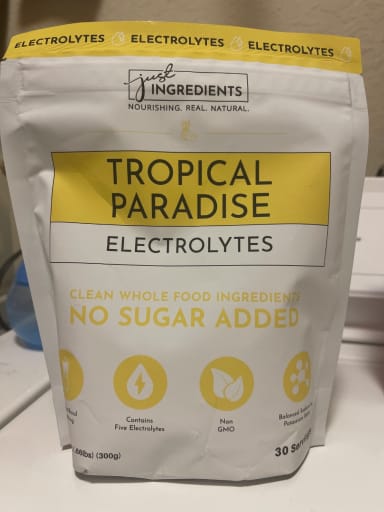 ELECTROLYTES ELECTROLYTES ELECTROLYTES
just
INGREDIENTS
NOURISHING. REAL. NATURAL.
TROPICAL
PARADISE
ELECTROLYTES
CLEAN WHOLE FOOD INGREDIENTS
NO SUGAR ADDED
Contains
Five Electrolytes
Non
GMO
Balanced
Potassium
(300g)
30